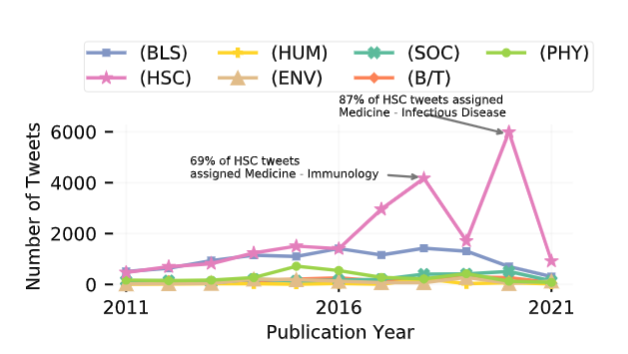 (BLS) (HUM) (SOC) (PHY)
(HSC) (ENV) (B/T)
87% of HSC tweets assigned
Medicine - Infectious Disease
69% of HSC tweets
assigned Medicine - Immunology
Number of Tweets
6000
4000
2000
0
2011 2016 2021
Publication Year